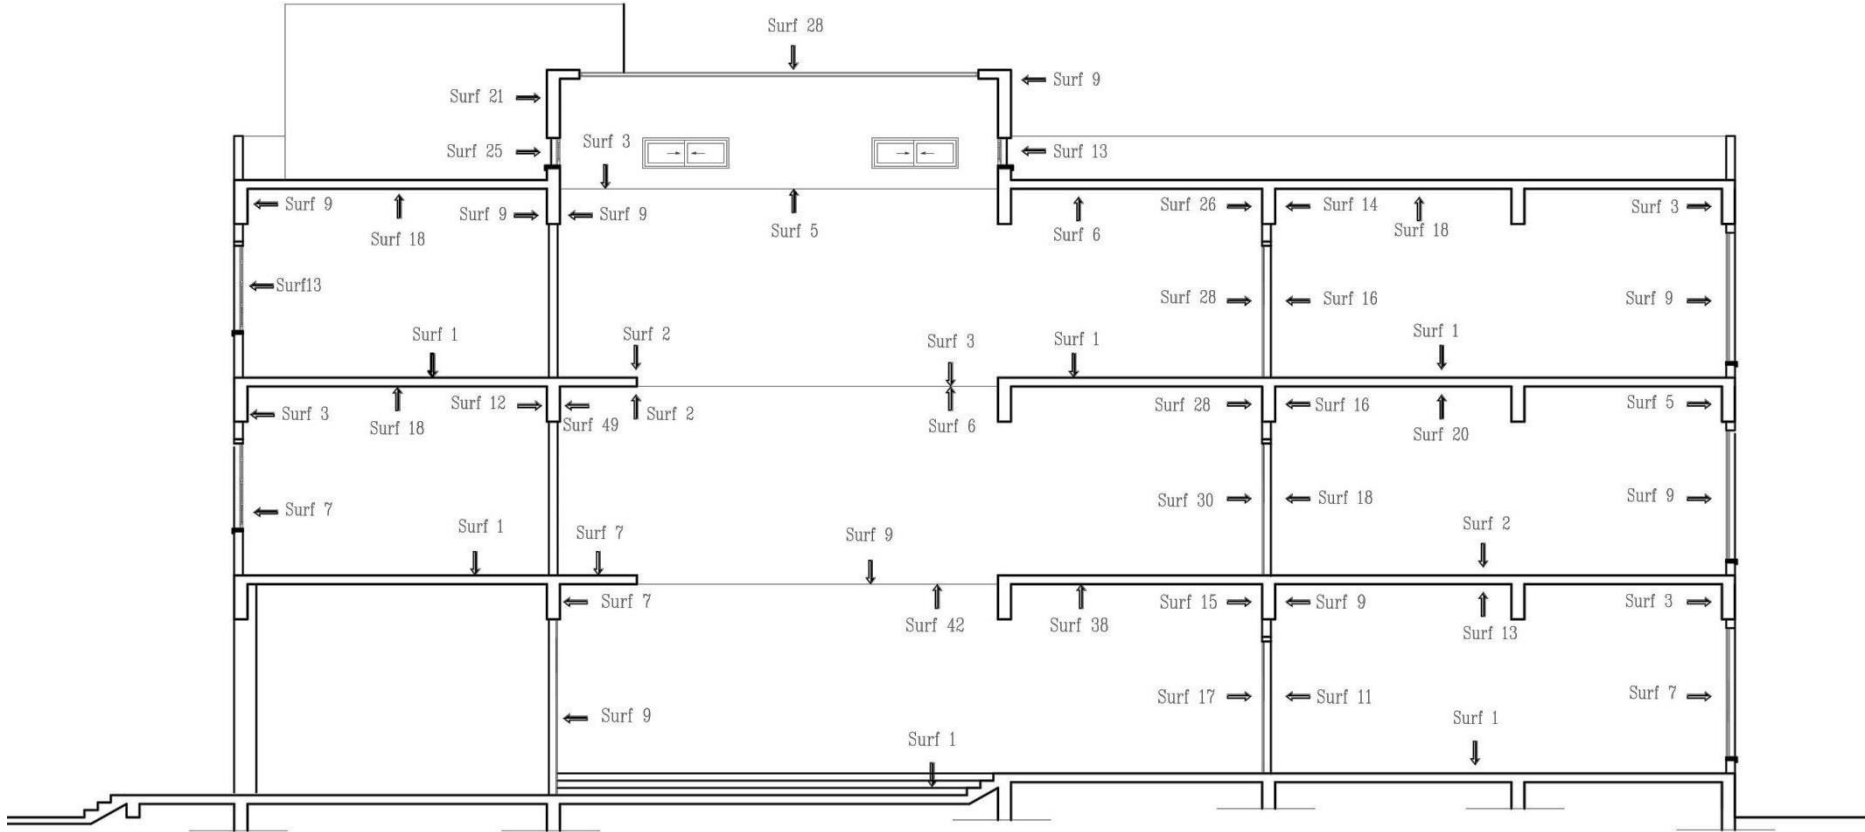 Surf 28
Surf 9
Surf 21
Surf 3
Surf 25
Surf 13
Surf 9
Surf 9
Surf 9
Surf 26
Surf 14
Surf 3
Surf 18
Surf 5
Surf 6
Surf 18
Surf13
Surf 28
Surf 16
Surf 9
Surf 1
Surf 2
Surf 3
Surf 1
Surf 1
Surf 3
Surf 12
Surf 49
Surf 2
Surf 28
Surf 16
Surf 5
Surf 18
Surf 6
Surf 20
Surf 7
Surf 30
Surf 18
Surf 9
Surf 1
Surf 7
Surf 9
Surf 2
Surf 7
Surf 15
Surf 9
Surf 3
Surf 42
Surf 38
Surf 13
Surf 17
Surf 11
Surf 7
Surf 9
Surf 1
Surf 1